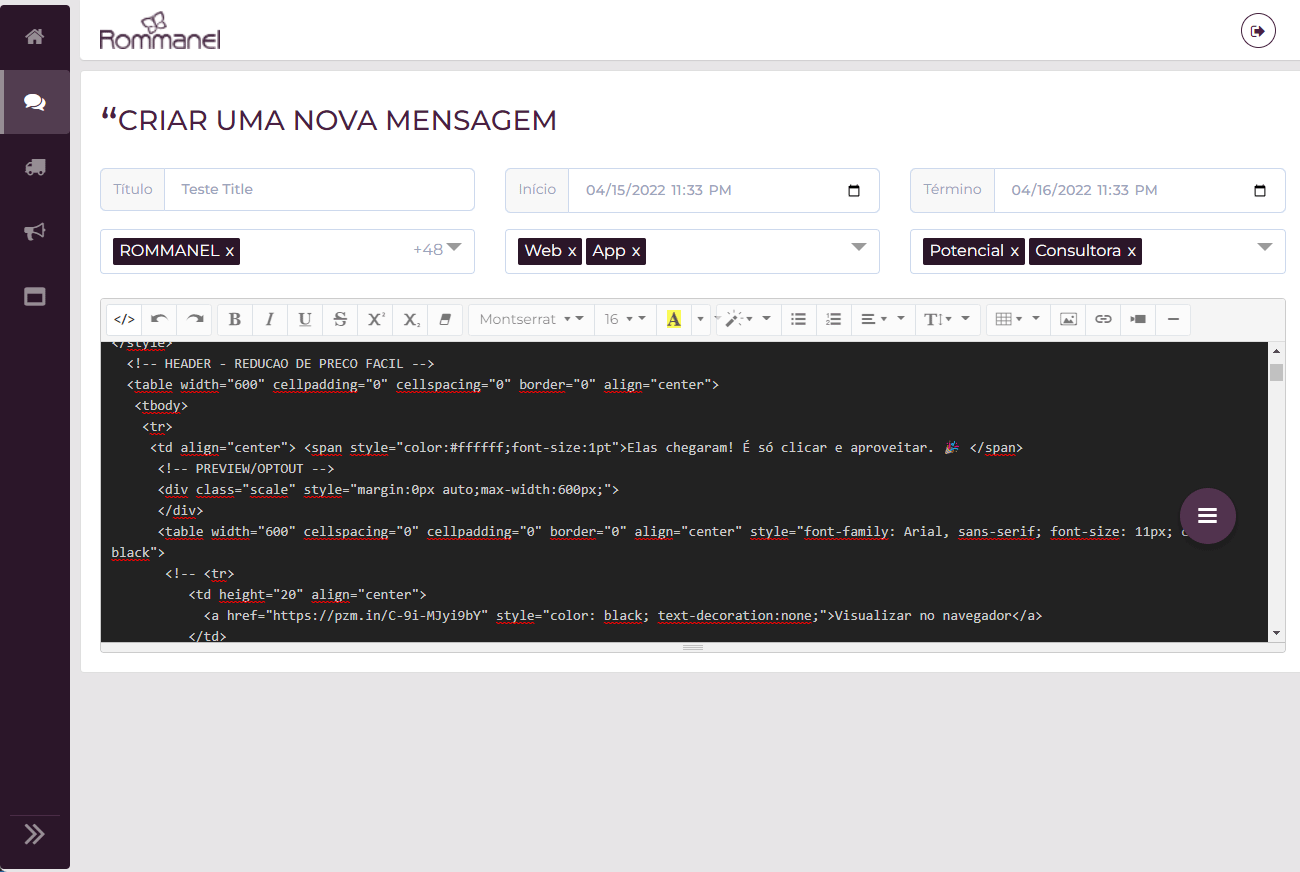 Rommanel
“CRIAR UMA NOVA MENSAGEM
Título Teste Title
Início 04/15/2022 11:33 PM
Término 04/16/2022 11:33 PM
ROMMANEL x +48
Web x App x
Potencial x Consultora x
</> B I U S X² X₂ Montserrat 16 A T
</style>
<!-- HEADER - REDUCAO DE PRECO FACIL -->
<table width="600" cellpadding="0" cellspacing="0" border="0" align="center">
<tbody>
<tr>
<td align="center"> <span style="color:#ffffff;font-size:1pt">Elas chegaram! É só clicar e aproveitar. 🎉 </span>
<!-- PREVIEW/OPTOUT -->
<div class="scale" style="margin:0px auto;max-width:600px;">
</div>
<table width="600" cellspacing="0" cellpadding="0" border="0" align="center" style="font-family: Arial, sans-serif; font-size: 11px;
black">
<!-- <tr>
<td height="20" align="center">
<a href="https://pzm.in/C-9i-MJyi9bY" style="color: black; text-decoration:none;">Visualizar no navegador</a>
</td>